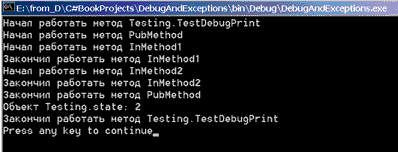 E:\from_D\C#BookProjects\DebugAndExceptions\bin\Debug\DebugAndExceptions.exe
Начал работать метод Testing.TestDebugPrint
Начал работать метод PubMethod
Начал работать метод InMethod1
Закончил работать метод InMethod1
Начал работать метод InMethod2
Закончил работать метод InMethod2
Закончил работать метод PubMethod
Объект Testing.state: 2
Закончил работать метод Testing.TestDebugPrint
Press any key to continue_